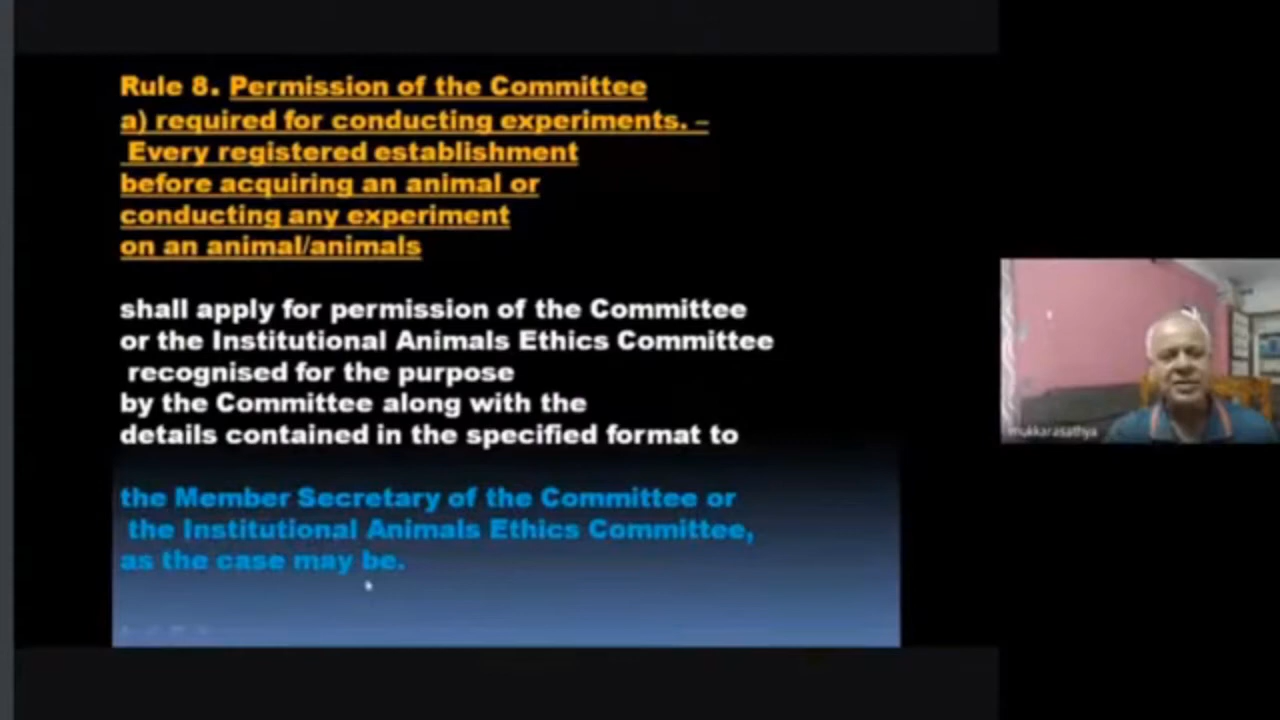 Rule 8. Permission of the Committee
a) required for conducting experiments. –
Every registered establishment
before acquiring an animal or
conducting any experiment
on an animal/animals
shall apply for permission of the Committee
or the Institutional Animals Ethics Committee
recognised for the purpose
by the Committee along with the
details contained in the specified format to
the Member Secretary of the Committee or
the Institutional Animals Ethics Committee,
as the case may be.
mukkarasathya